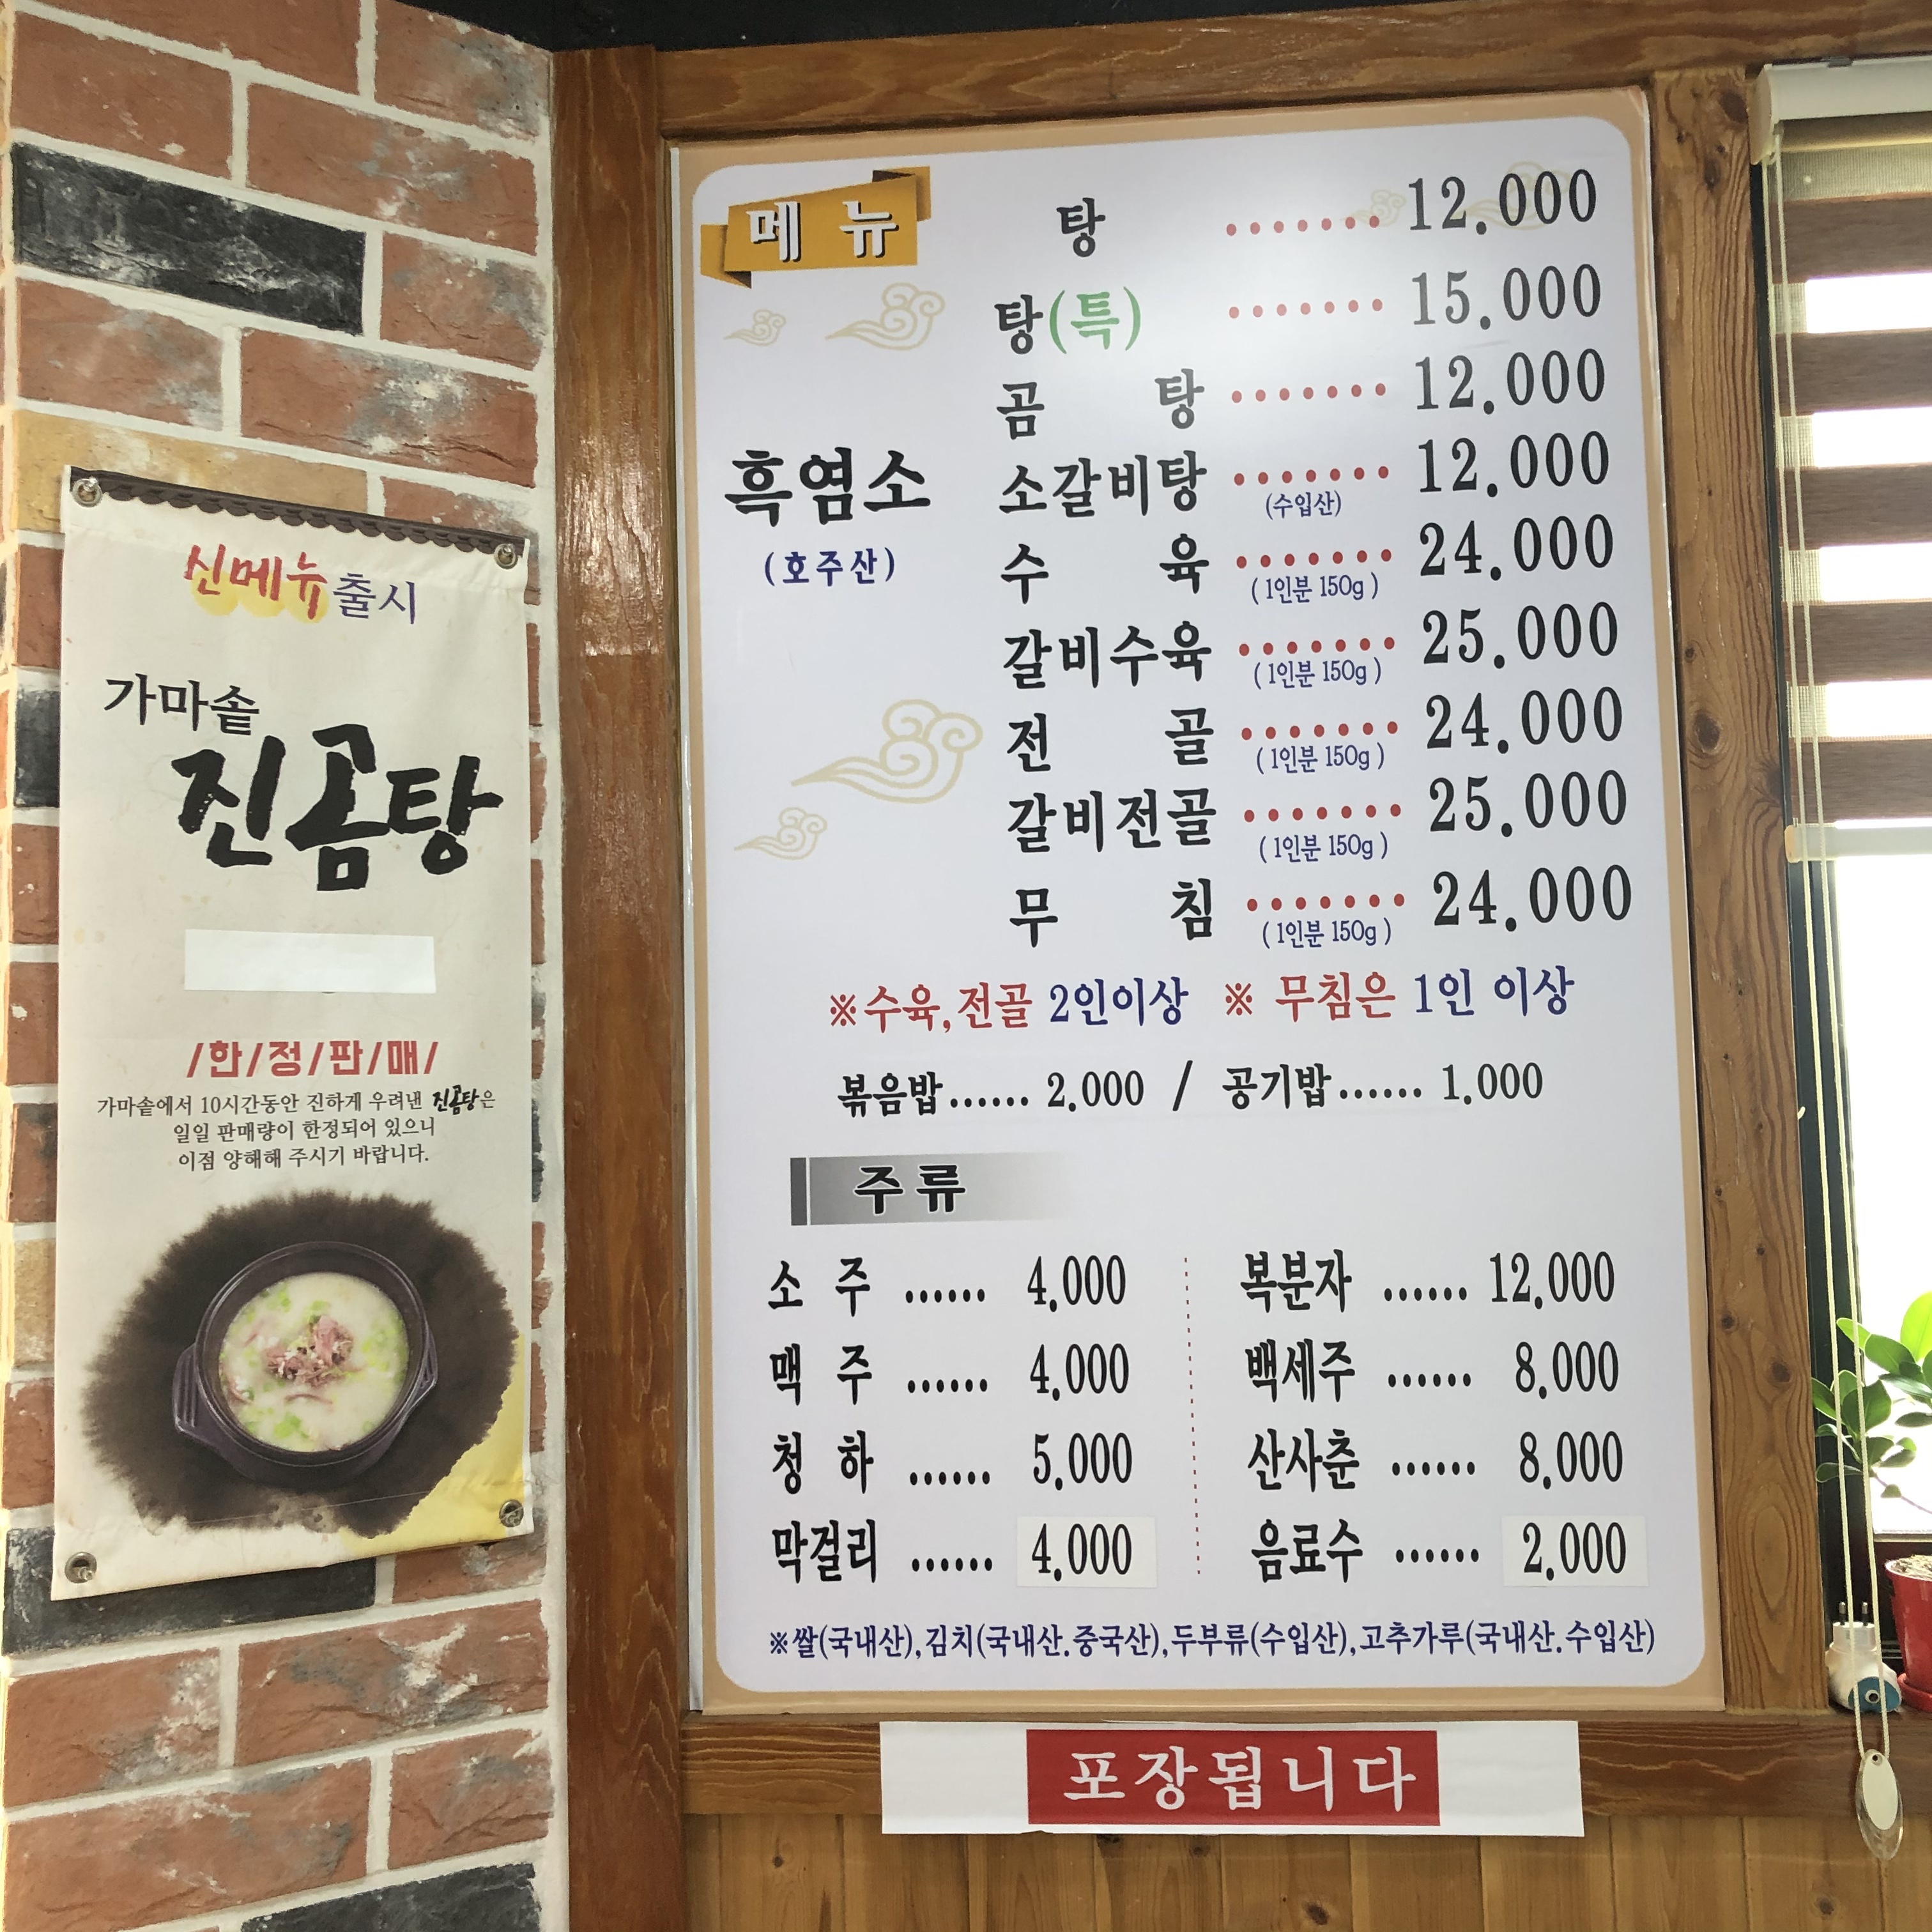 신메뉴 출시
가마솥
진곰탕
/한/정/판/매/
가마솥에서 10시간동안 진하게 우려낸 진곰탕은
일일 판매량이 한정되어 있으니
이점 양해해 주시기 바랍니다.
메 뉴
흑염소
(호주산)
탕 ······· 12.000
탕(특) ······· 15.000
곰 탕 ······· 12.000
소갈비탕 ······· 12.000
(수입산)
수 육 ······· 24.000
( 1인분 150g )
갈비수육 ······· 25.000
( 1인분 150g )
전 골 ······· 24.000
( 1인분 150g )
갈비전골 ······· 25.000
( 1인분 150g )
무 침 ······· 24.000
( 1인분 150g )
※수육,전골 2인이상 ※ 무침은 1인 이상
볶음밥...... 2.000 / 공기밥...... 1.000
주류
소 주 ...... 4.000 복분자 ...... 12.000
맥 주 ...... 4.000 백세주 ...... 8.000
청 하 ...... 5.000 산사춘 ...... 8.000
막걸리 ...... 4.000 음료수 ...... 2.000
※쌀(국내산),김치(국내산.중국산),두부류(수입산),고추가루(국내산.수입산)
포장됩니다